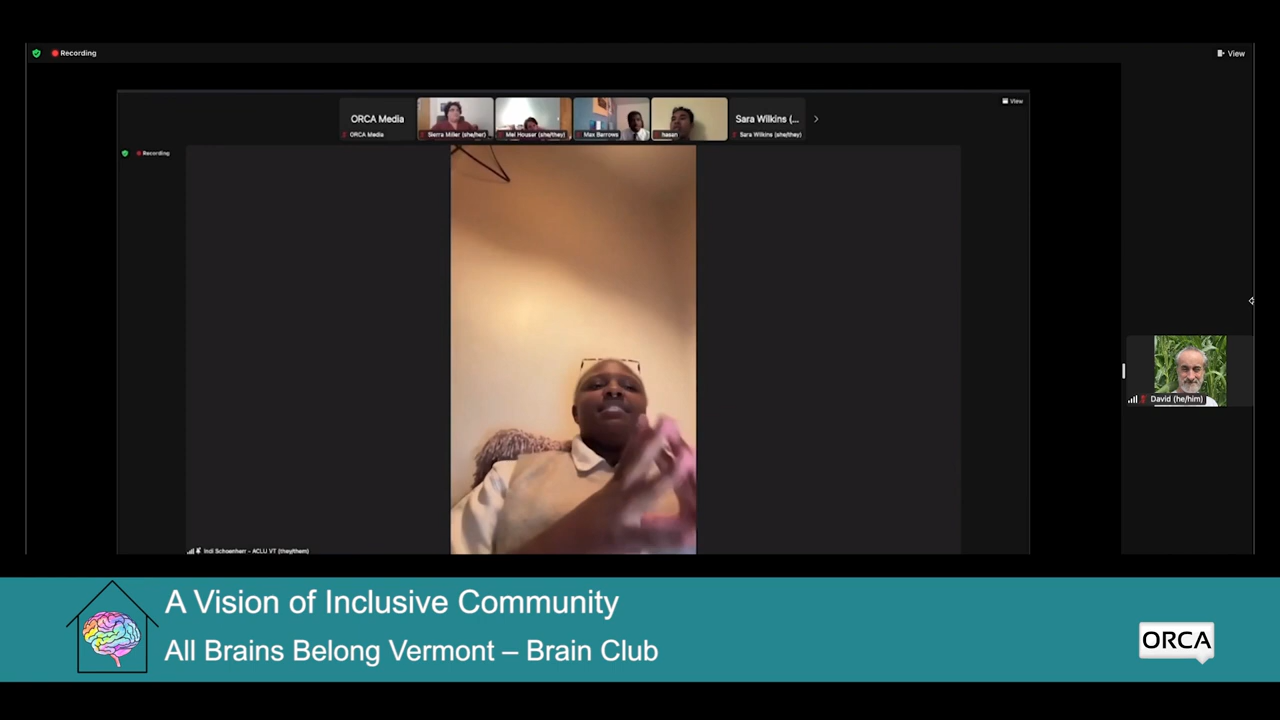 Recording
View
ORCA Media
Sara Wilkins (...
View
ORCA Media
Sierra Miller (she/her)
Mel Houser (she/they)
Max Barrows
hasan
Sara Wilkins (she/they)
Recording
David (he/him)
Indi Schoenherr - ACLU VT (they/them)
A Vision of Inclusive Community
All Brains Belong Vermont – Brain Club
ORCA